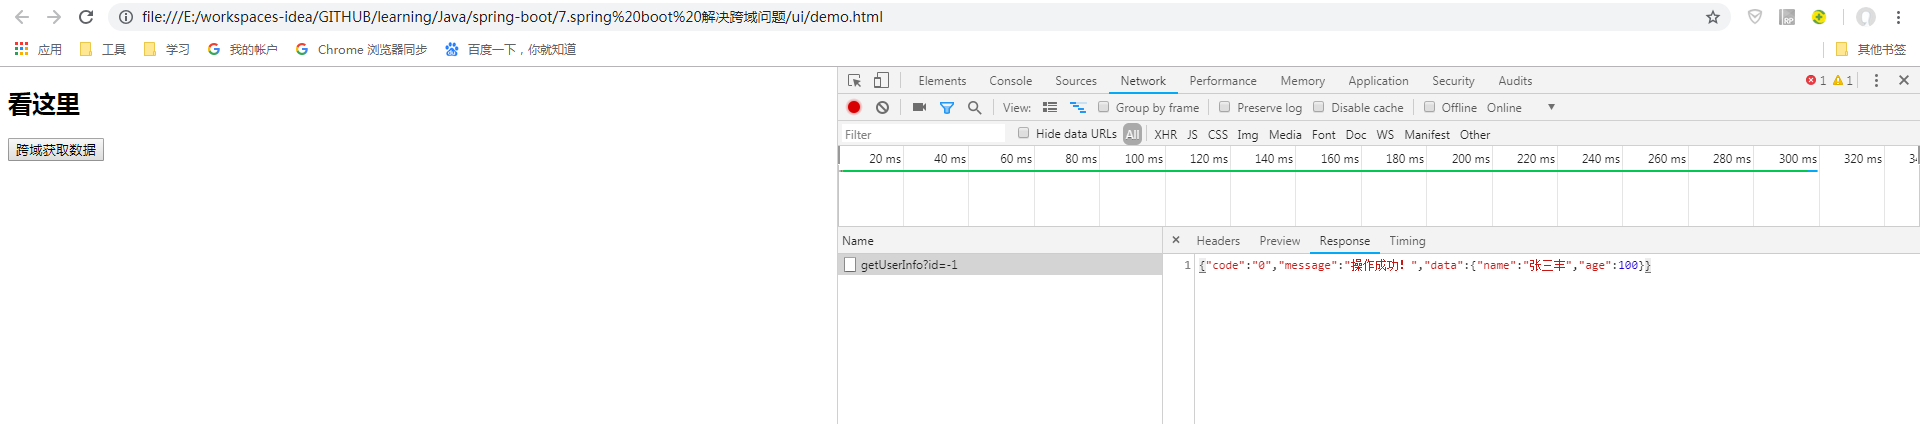 file:///E:/workspaces-idea/GITHUB/learning/Java/spring-boot/7.spring%20boot%20解决跨域问题/ui/demo.html
应用 工具 学习 我的帐户 Chrome 浏览器同步 百度一下，你就知道 其他书签
看这里
跨域获取数据
Elements Console Sources Network Performance Memory Application Security Audits 1 1
View: Group by frame Preserve log Disable cache Offline Online
Filter Hide data URLs All XHR JS CSS Img Media Font Doc WS Manifest Other
20 ms 40 ms 60 ms 80 ms 100 ms 120 ms 140 ms 160 ms 180 ms 200 ms 220 ms 240 ms 260 ms 280 ms 300 ms 320 ms
Name Headers Preview Response Timing
getUserInfo?id=-1
1 {"code":"0","message":"操作成功！","data":{"name":"张三丰","age":100}}